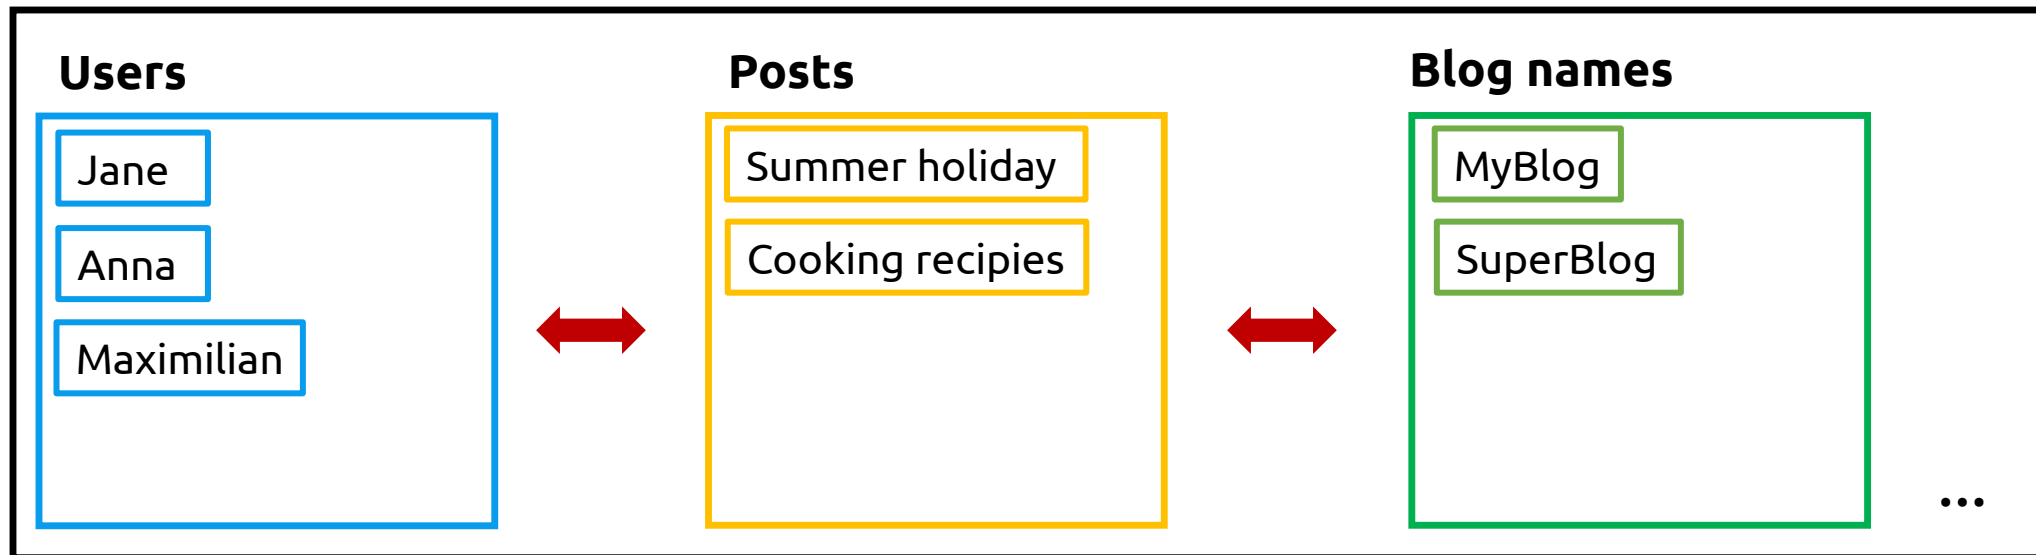 Users
Jane
Anna
Maximilian
Posts
Summer holiday
Cooking recipies
Blog names
MyBlog
SuperBlog
...